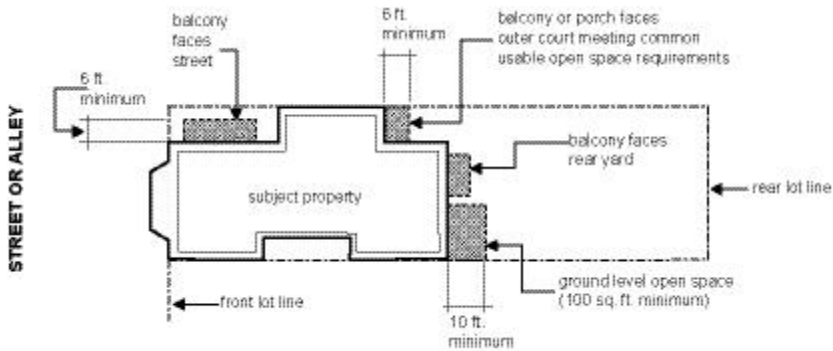 balcony
faces
street
6 ft.
minimum
balcony or porch faces
outer court meeting common
usable open space requirements
6 ft.
minimum
balcony faces
rear yard
subject property
rear lot line
STREET OR ALLEY
ground level open space
(100 sq. ft. minimum)
front lot line
10 ft.
minimum